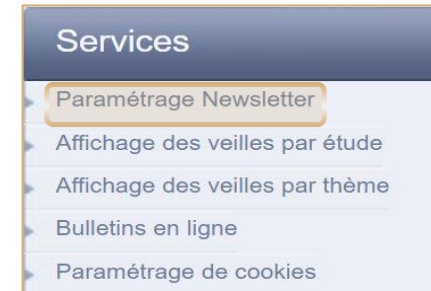 Services
Paramétrage Newsletter
Affichage des veilles par étude
Affichage des veilles par thème
Bulletins en ligne
Paramétrage de cookies